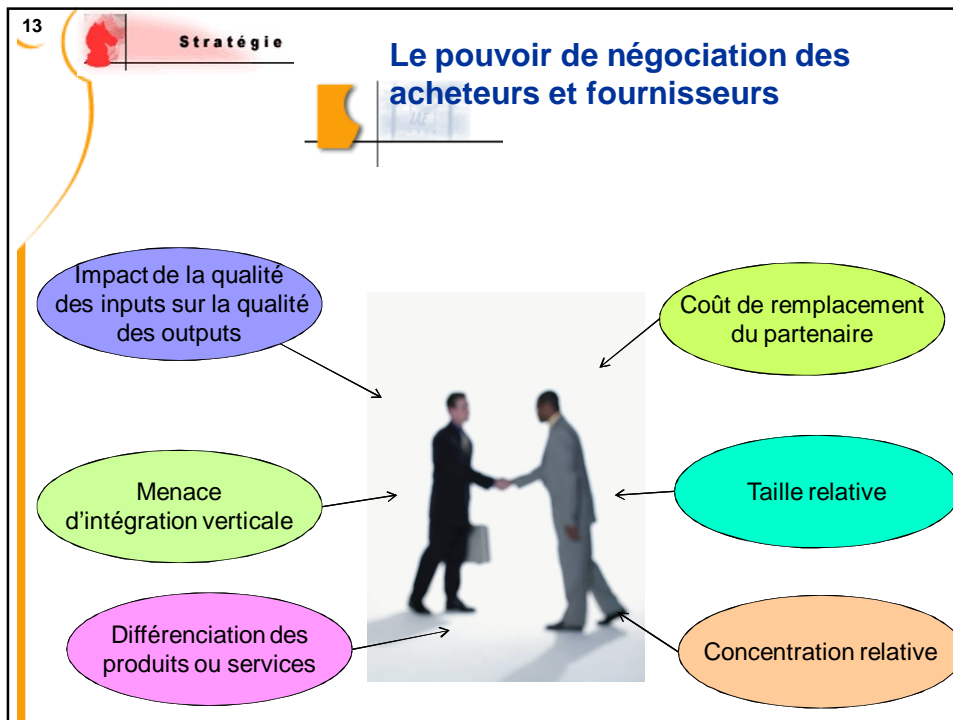 13
Stratégie
Le pouvoir de négociation des
acheteurs et fournisseurs
IAE
Impact de la qualité
des inputs sur la qualité
des outputs
Coût de remplacement
du partenaire
Menace
d'intégration verticale
Taille relative
Différenciation des
produits ou services
Concentration relative